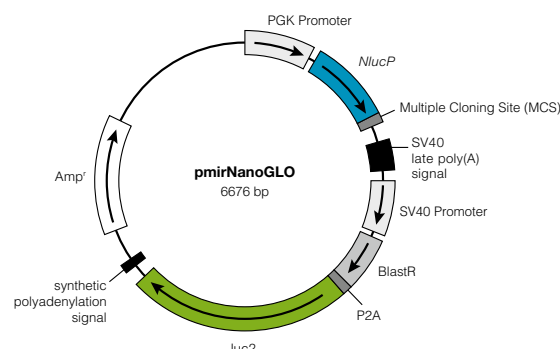 PGK Promoter
NlucP
Multiple Cloning Site (MCS)
SV40
late poly(A)
signal
pmirNanoGLO
6676 bp
Ampʳ
SV40 Promoter
BlastR
P2A
synthetic
polyadenylation
signal
luc2